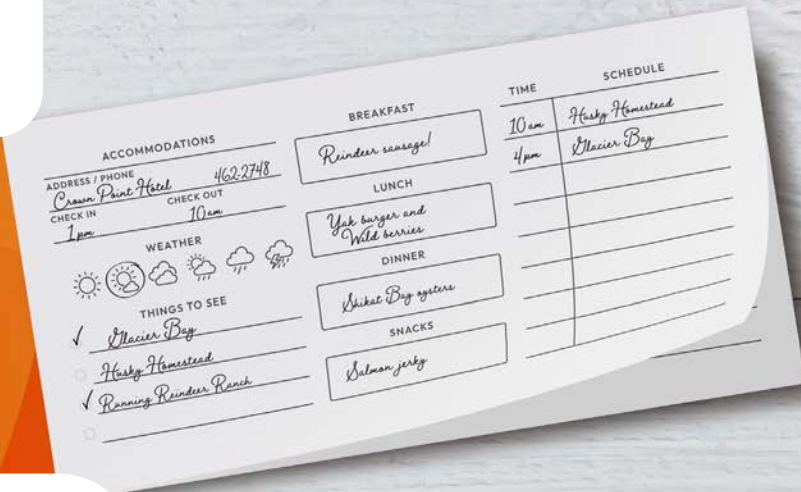 ACCOMMODATIONS
ADDRESS / PHONE
Crown Point Hotel 462-2748
CHECK IN CHECK OUT
1pm 10am
WEATHER
THINGS TO SEE
Glacier Bay
Husky Homestead
Running Reindeer Ranch
BREAKFAST
Reindeer sausage!
LUNCH
Yak burger and
Wild berries
DINNER
Shikat Bay oysters
SNACKS
Salmon jerky
TIME SCHEDULE
10am Husky Homestead
4pm Glacier Bay